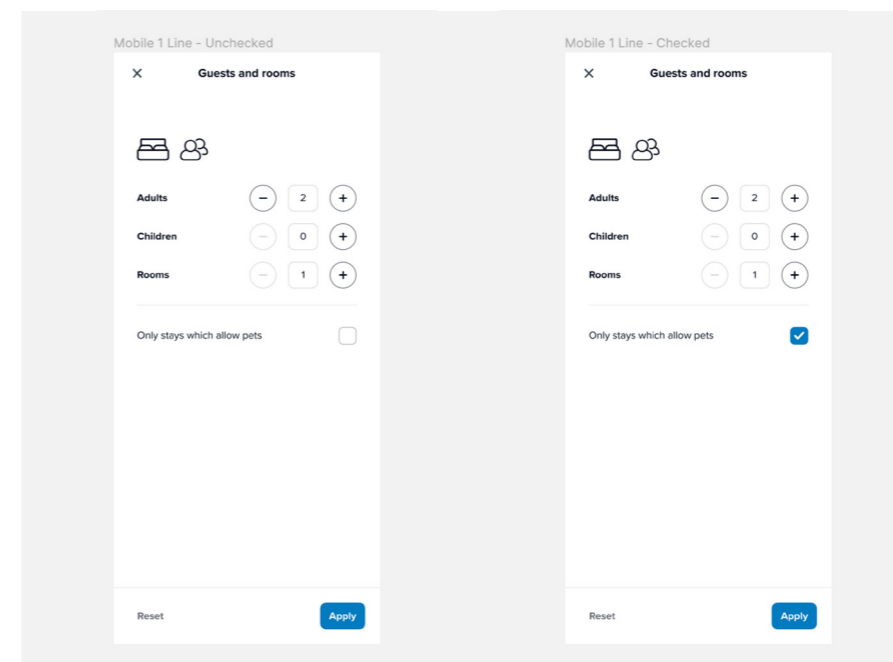 Mobile 1 Line - Unchecked
Guests and rooms
Adults 2
Children 0
Rooms 1
Only stays which allow pets
Reset Apply
Mobile 1 Line - Checked
Guests and rooms
Adults 2
Children 0
Rooms 1
Only stays which allow pets
Reset Apply